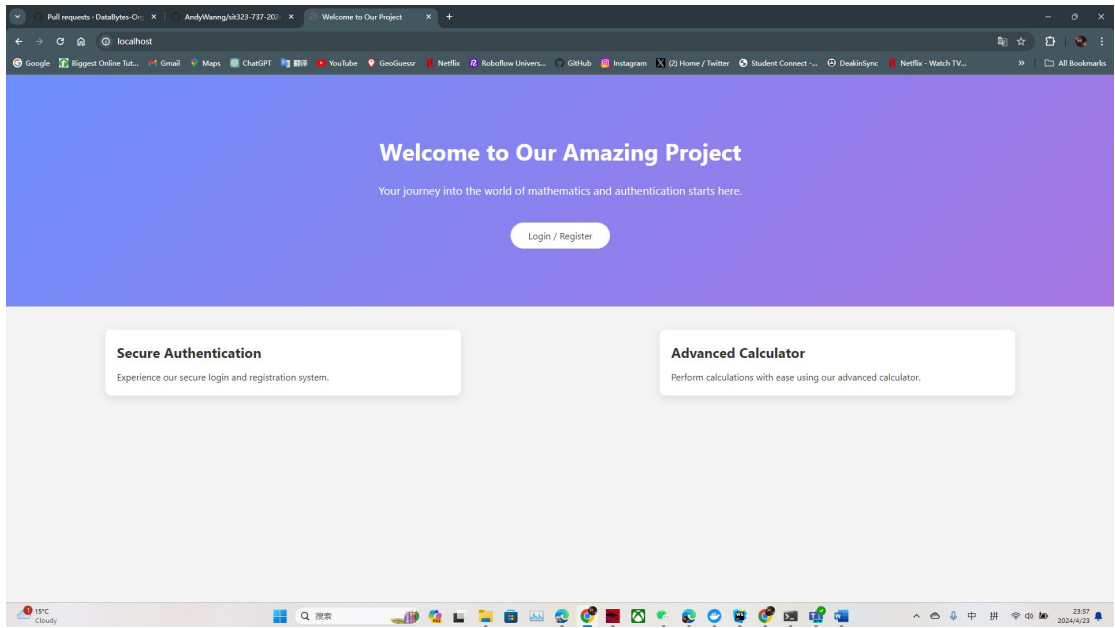 Pull requests · DataBytes-Org
AndyWanng/sit323-737-202
Welcome to Our Project
localhost
Google Biggest Online Tut... Gmail Maps ChatGPT 翻译 YouTube GeoGuessr Netflix Roboflow Univers... GitHub Instagram (2) Home / Twitter Student Connect -... DeakinSync Netflix - Watch TV... » All Bookmarks
Welcome to Our Amazing Project
Your journey into the world of mathematics and authentication starts here.
Login / Register
Secure Authentication
Experience our secure login and registration system.
Advanced Calculator
Perform calculations with ease using our advanced calculator.
1
15°C
Cloudy
搜索
中 拼
23:57
2024/4/23